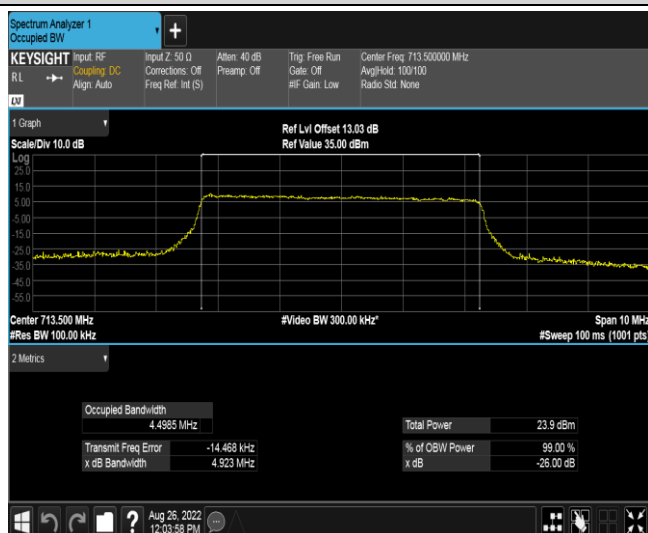 Spectrum Analyzer 1
Occupied BW
+
KEYSIGHT
R L
LXI
Input: RF
Coupling: DC
Align: Auto
Input Z: 50 Ω
Corrections: Off
Freq Ref: Int (S)
Atten: 40 dB
Preamp: Off
Trig: Free Run
Gate: Off
#IF Gain: Low
Center Freq: 713.500000 MHz
Avg|Hold: 100/100
Radio Std: None
1 Graph
Scale/Div 10.0 dB
Ref Lvl Offset 13.03 dB
Ref Value 35.00 dBm
Log
25.0
15.0
5.00
-5.00
-15.0
-25.0
-35.0
-45.0
-55.0
Center 713.500 MHz
#Res BW 100.00 kHz
#Video BW 300.00 kHz*
Span 10 MHz
#Sweep 100 ms (1001 pts)
2 Metrics
Occupied Bandwidth
4.4985 MHz
Transmit Freq Error -14.468 kHz
x dB Bandwidth 4.923 MHz
Total Power 23.9 dBm
% of OBW Power 99.00 %
x dB -26.00 dB
?
Aug 26, 2022
12:03:58 PM